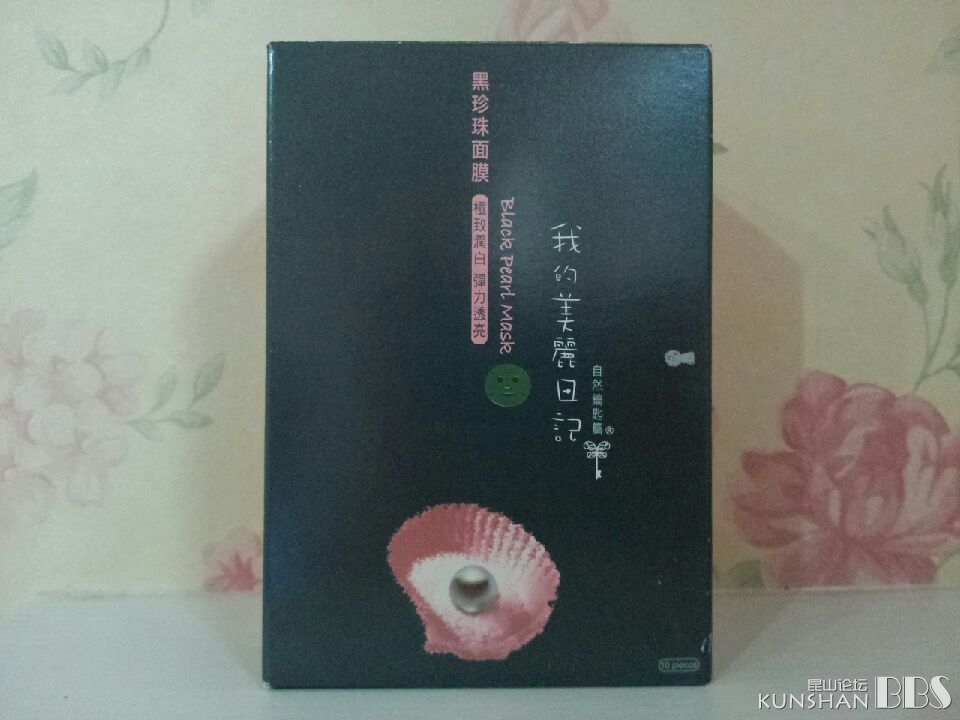 黑珍珠面膜
極致潤白 彈力透亮
Black Pearl Mask
我的美麗日記
自然鑰匙篇®
10 pieces
昆山论坛
KUNSHAN BBS